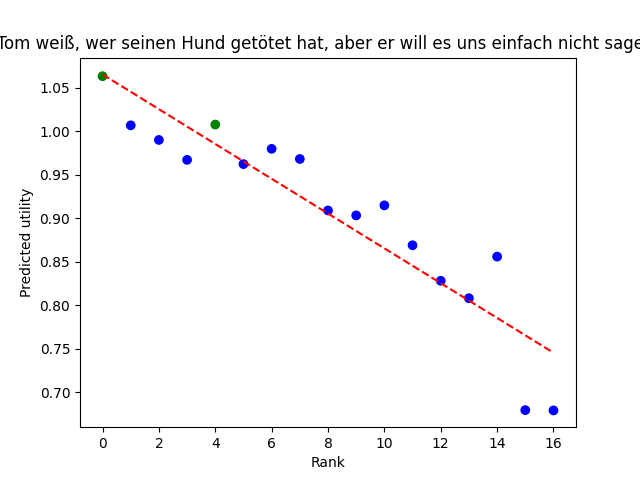 Tom weiß, wer seinen Hund getötet hat, aber er will es uns einfach nicht sage
1.05
1.00
0.95
0.90
0.85
0.80
0.75
0.70
Predicted utility
0 2 4 6 8 10 12 14 16
Rank